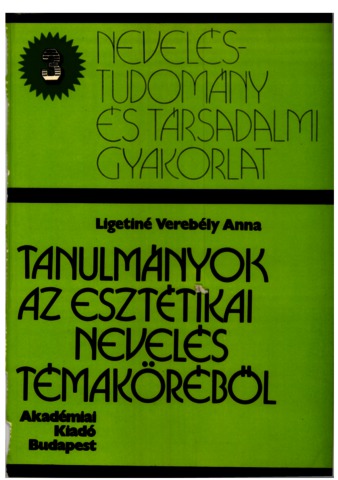 3
NEVELÉS-
TUDOMÁNY
ÉS TÁRSADALMI
GYAKORLAT
Ligetiné Verebély Anna
TANULMÁNYOK
AZ ESZTÉTIKAI
NEVELÉS
TÉMAKÖRÉBŐL
Akadémiai
Kiadó
Budapest